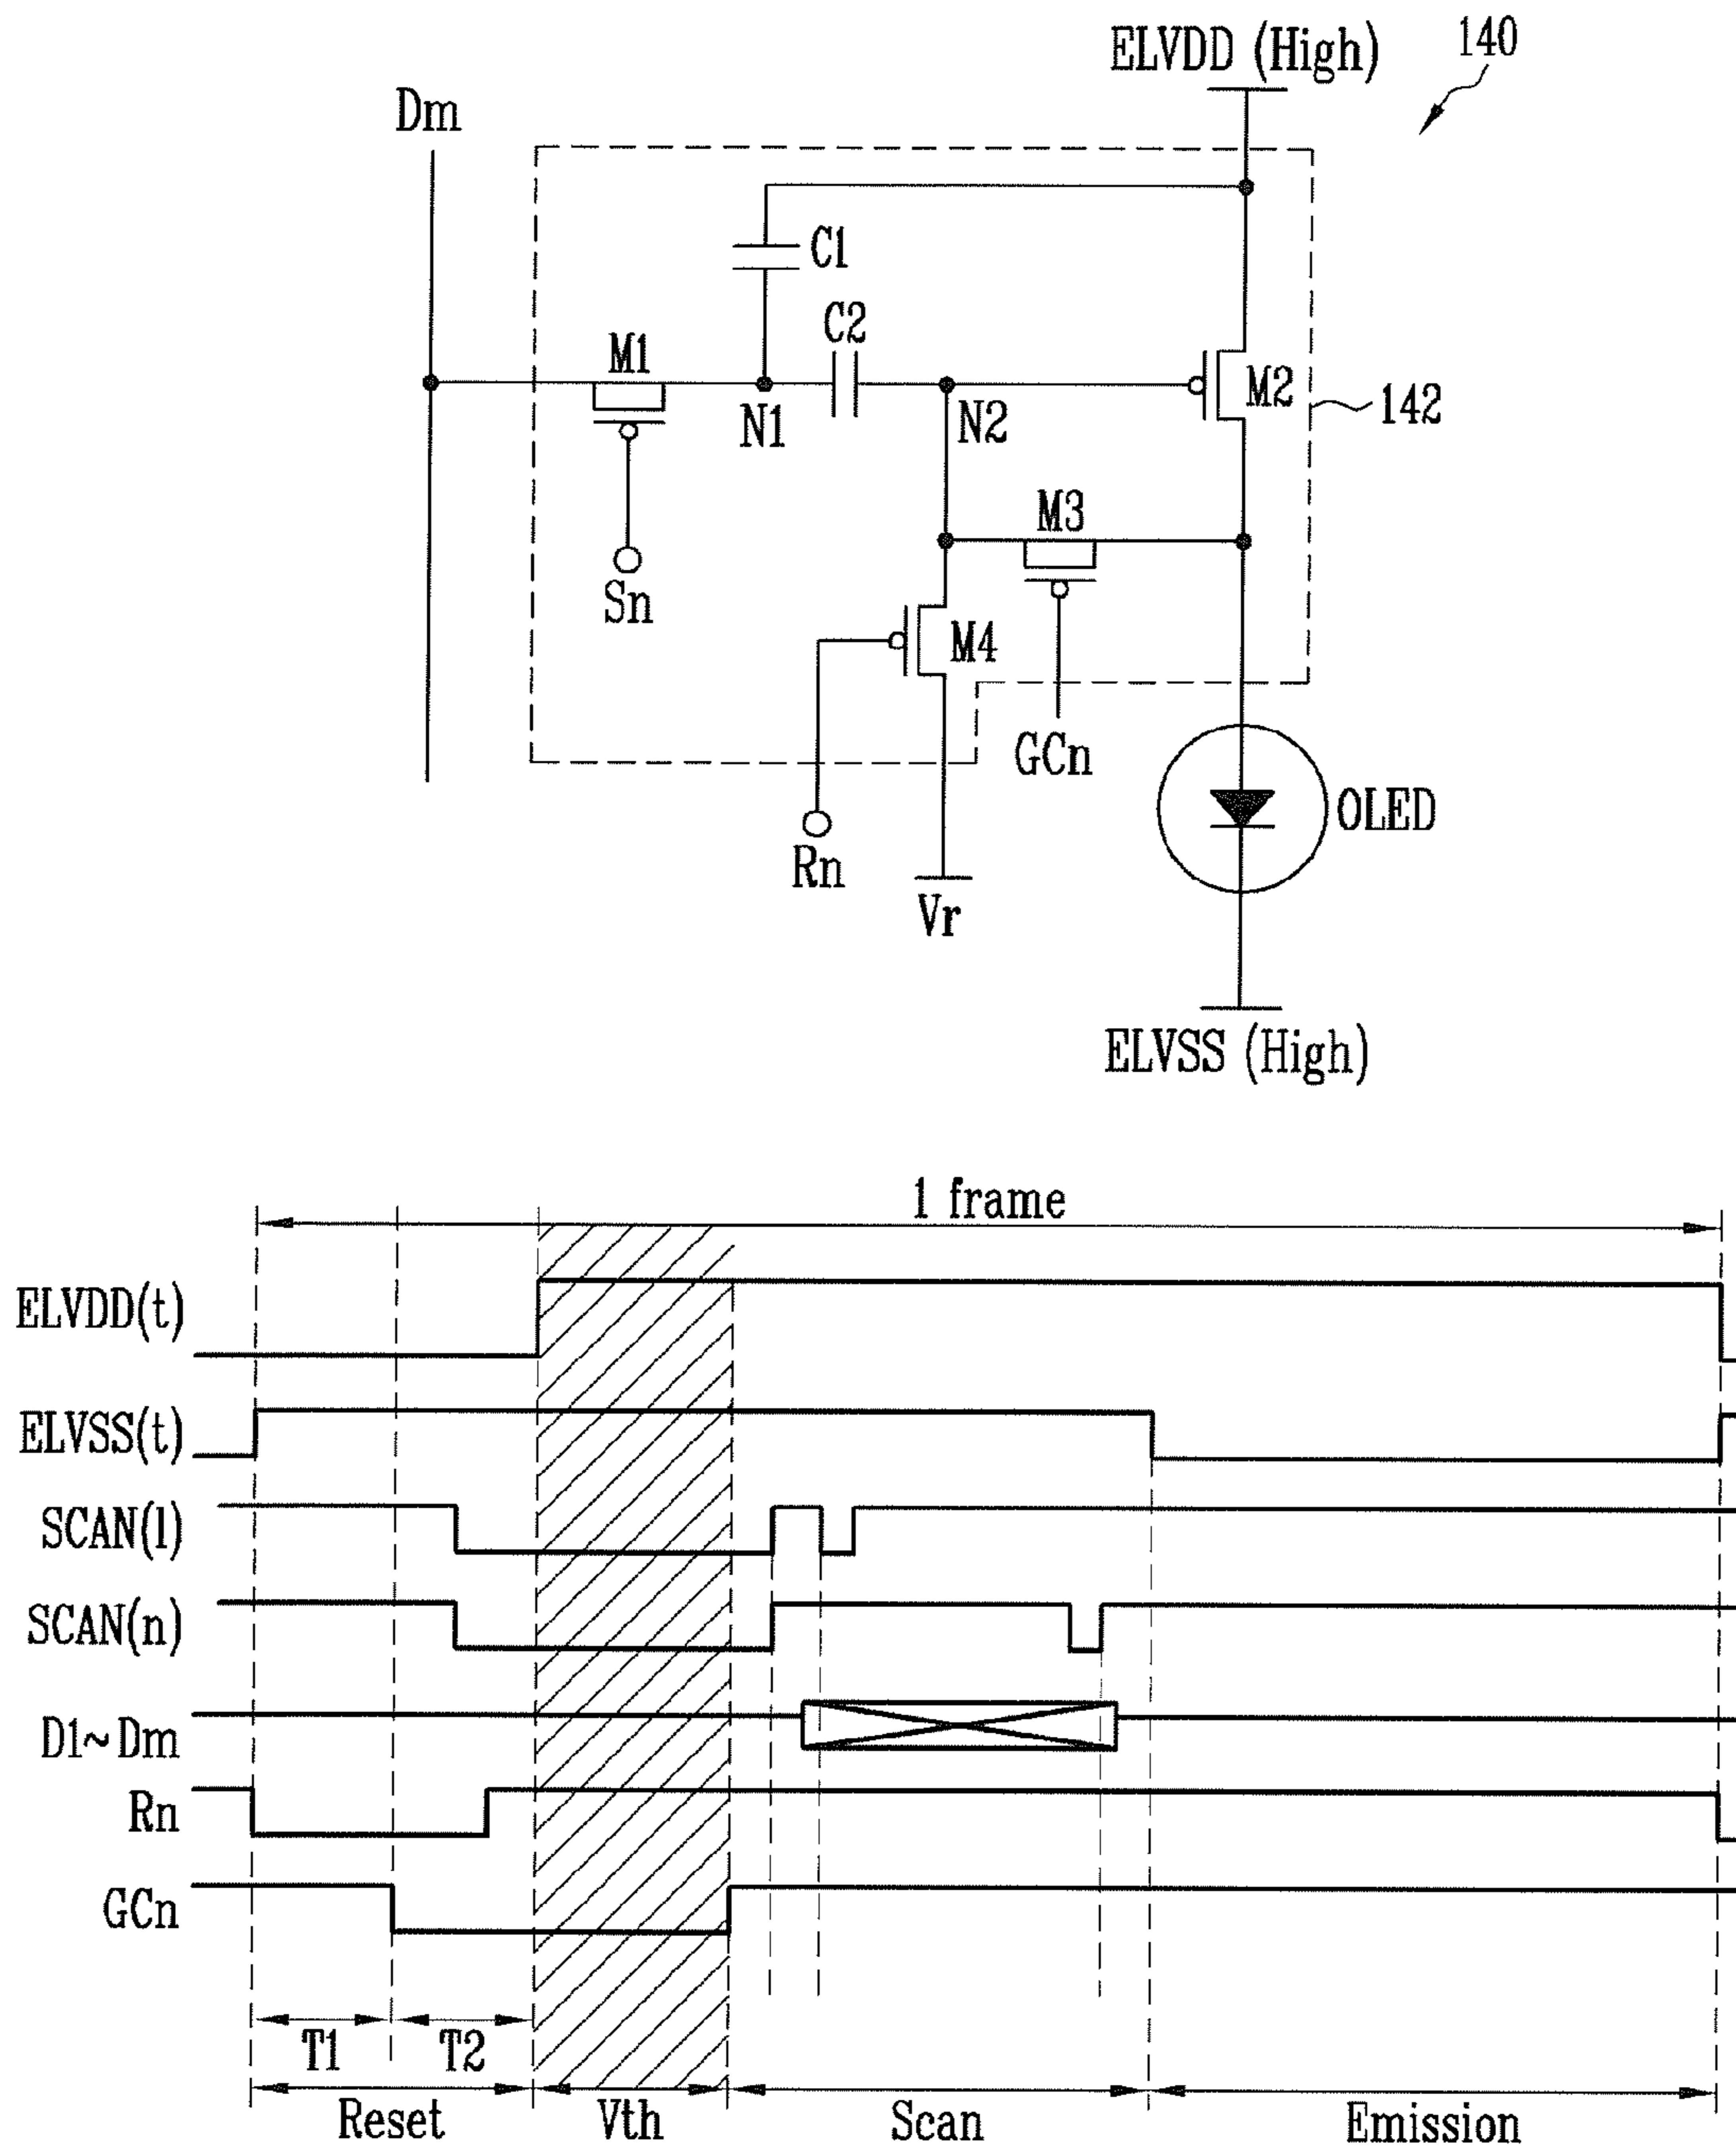 ELVDD (High)
140
Dm
C1
C2
M1
N1
N2
M2
142
M3
Sn
M4
GCn
OLED
Rn
Vr
ELVSS (High)
1 frame
ELVDD(t)
ELVSS(t)
SCAN(1)
SCAN(n)
D1~Dm
Rn
GCn
T1
T2
Reset
Vth
Scan
Emission